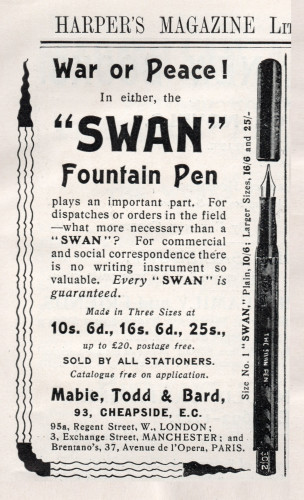 HARPER'S MAGAZINE LIT
War or Peace!
In either, the
"SWAN"
Fountain Pen
plays an important part. For
dispatches or orders in the field
—what more necessary than a
"SWAN"? For commercial
and social correspondence there
is no writing instrument so
valuable. Every "SWAN" is
guaranteed.
Made in Three Sizes at
10s. 6d., 16s. 6d., 25s.,
up to £20, postage free.
SOLD BY ALL STATIONERS.
Catalogue free on application.
Mabie, Todd & Bard,
93, CHEAPSIDE, E.C.
95a, Regent Street, W., LONDON;
3, Exchange Street, MANCHESTER; and
Brentano's, 37, Avenue de l'Opera, PARIS.
Size No. 1 "SWAN," Plain, 10/6; Larger Sizes, 16/6 and 25/-
THE SWAN PEN
3012